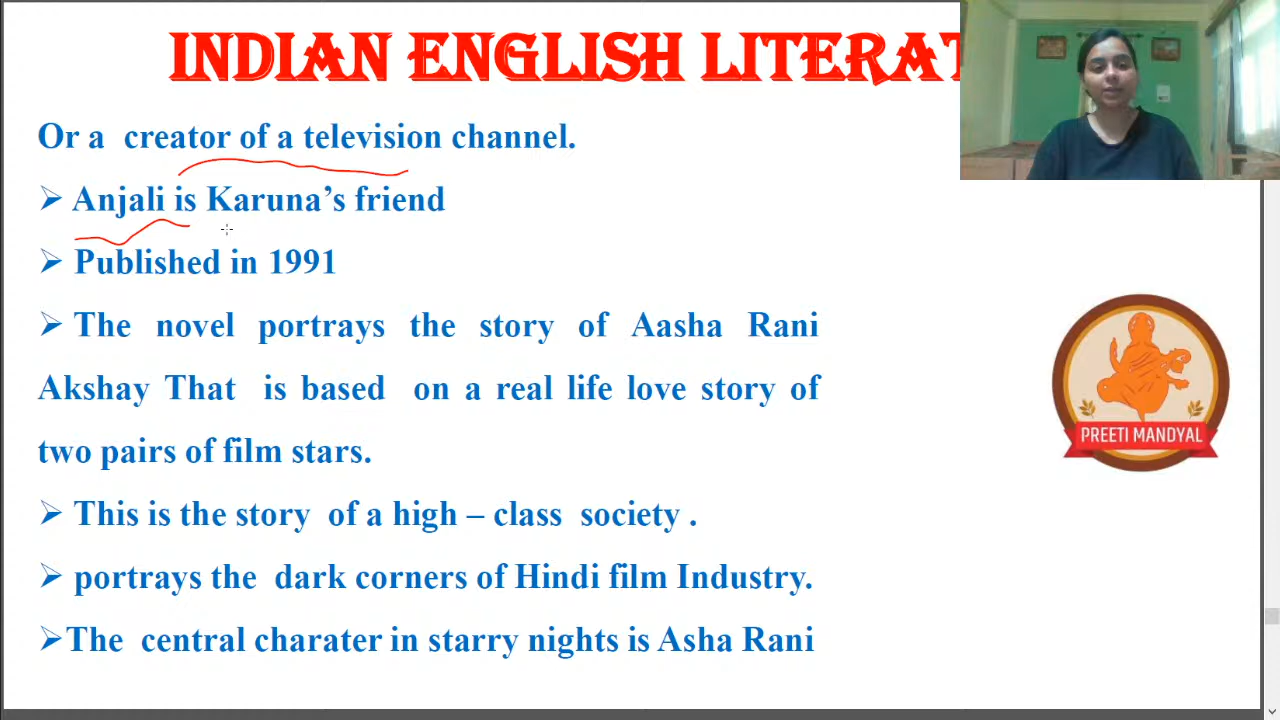 INDIAN ENGLISH LITERAT
Or a creator of a television channel.
➢ Anjali is Karuna’s friend
➢ Published in 1991
➢ The novel portrays the story of Aasha Rani
Akshay That is based on a real life love story of
two pairs of film stars.
➢ This is the story of a high – class society .
➢ portrays the dark corners of Hindi film Industry.
➢The central charater in starry nights is Asha Rani
PREETI MANDYAL